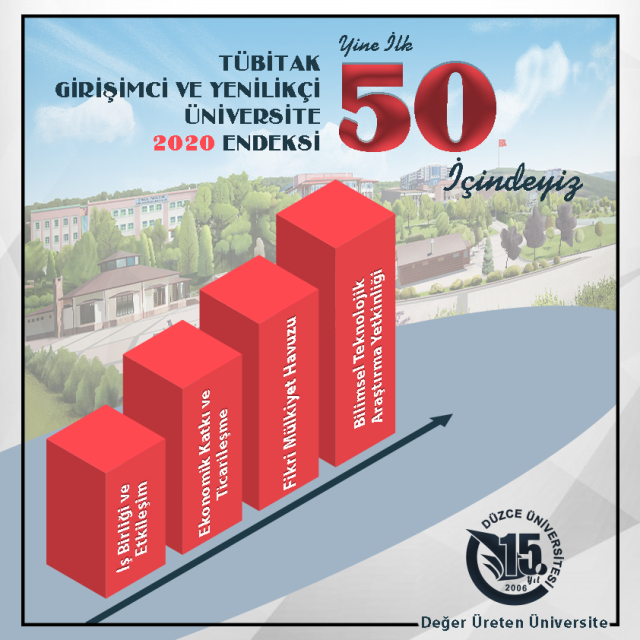 TÜBİTAK
GİRİŞİMCİ VE YENİLİKÇİ
ÜNİVERSİTE
2020 ENDEKSİ
Yine İlk
50
İçindeyiz
İş Birliği ve
Etkileşim
Ekonomik Katkı ve
Ticarileşme
Fikri Mülkiyet Havuzu
Bilimsel Teknolojik
Araştırma Yetkinliği
DÜZCE ÜNİVERSİTESİ
15.
Yıl
2006
Değer Üreten Üniversite